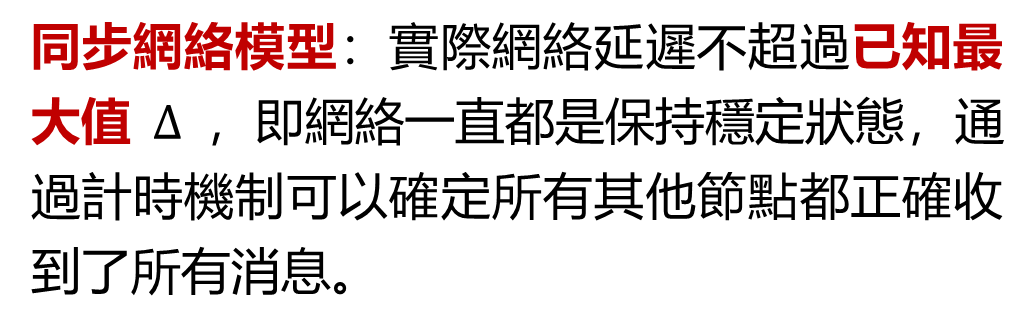 同步網絡模型：實際網絡延遲不超過已知最
大值 Δ ，即網絡一直都是保持穩定狀態，通
過計時機制可以確定所有其他節點都正確收
到了所有消息。